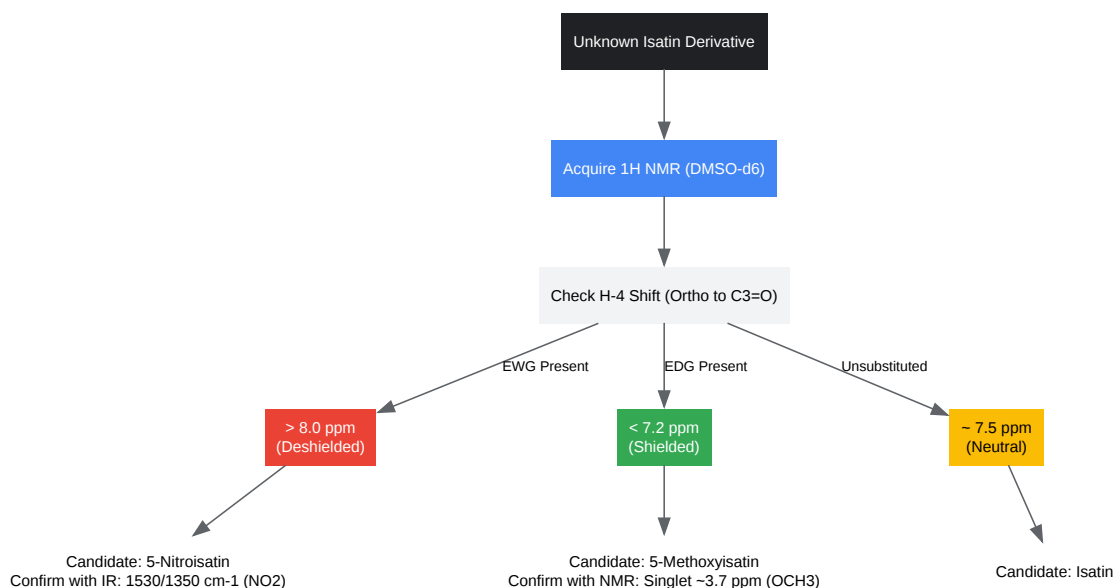 Unknown Isatin Derivative
Acquire 1H NMR (DMSO-d6)
Check H-4 Shift (Ortho to C3=O)
EWG Present
EDG Present
Unsubstituted
> 8.0 ppm
(Deshielded)
< 7.2 ppm
(Shielded)
~ 7.5 ppm
(Neutral)
Candidate: 5-Nitroisatin
Confirm with IR: 1530/1350 cm-1 (NO2)
Candidate: 5-Methoxyisatin
Confirm with NMR: Singlet ~3.7 ppm (OCH3)
Candidate: Isatin